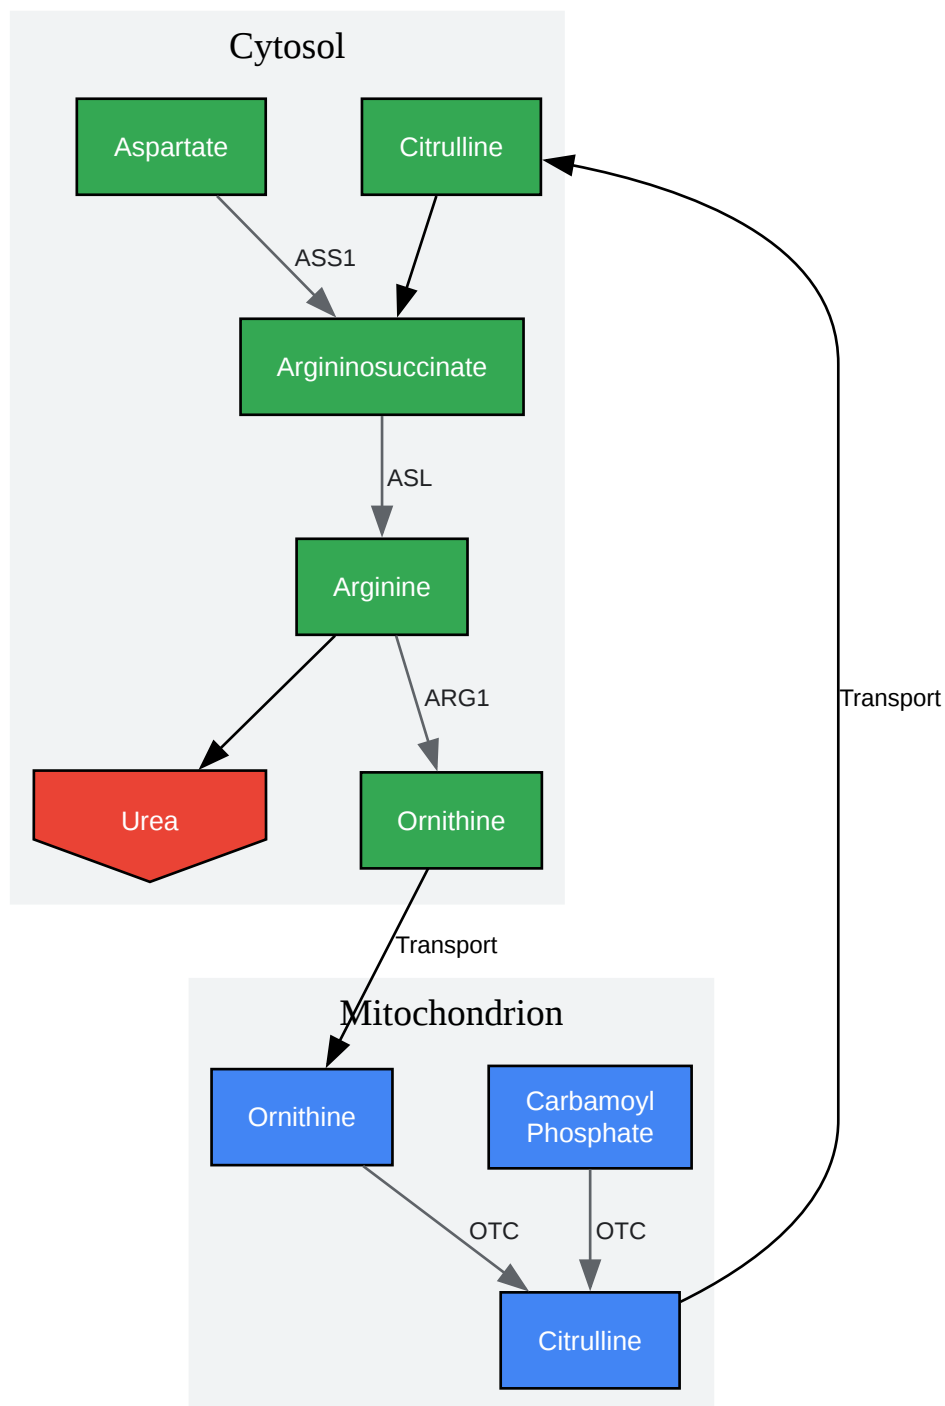 Cytosol
Aspartate
Citrulline
ASS1
Argininosuccinate
ASL
Arginine
ARG1
Transport
Urea
Ornithine
Transport
Mitochondrion
Ornithine
Carbamoyl
Phosphate
OTC
OTC
Citrulline